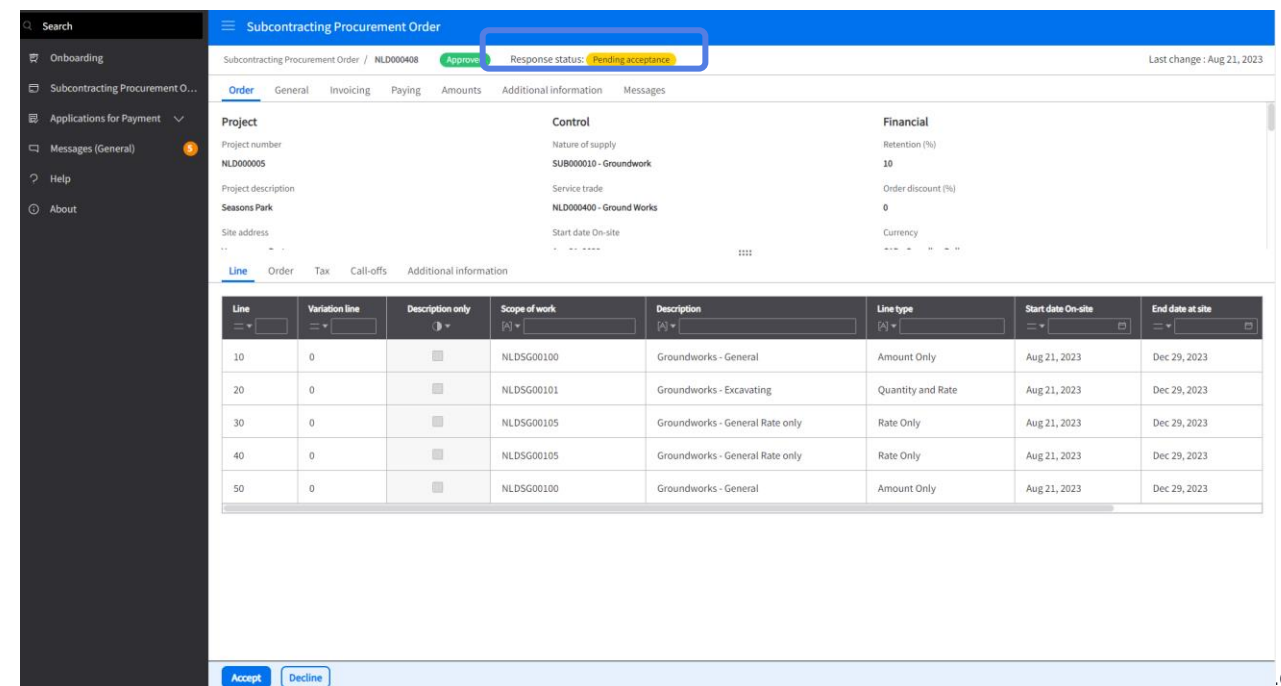 Search
Subcontracting Procurement Order
Onboarding
Subcontracting Procurement O...
Applications for Payment
Messages (General) 5
Help
About
Subcontracting Procurement Order / NLD000408 Approved Response status: Pending acceptance Last change : Aug 21, 2023
Order General Invoicing Paying Amounts Additional information Messages
Project Control Financial
Project number Nature of supply Retention (%)
NLD000005 SUB000010 - Groundwork 10
Project description Service trade Order discount (%)
Seasons Park NLD000400 - Ground Works 0
Site address Start date On-site Currency
Line Order Tax Call-offs Additional information
Line Variation line Description only Scope of work Description Line type Start date On-site End date at site
10 0 NLDSG00100 Groundworks - General Amount Only Aug 21, 2023 Dec 29, 2023
20 0 NLDSG00101 Groundworks - Excavating Quantity and Rate Aug 21, 2023 Dec 29, 2023
30 0 NLDSG00105 Groundworks - General Rate only Rate Only Aug 21, 2023 Dec 29, 2023
40 0 NLDSG00105 Groundworks - General Rate only Rate Only Aug 21, 2023 Dec 29, 2023
50 0 NLDSG00100 Groundworks - General Amount Only Aug 21, 2023 Dec 29, 2023
Accept Decline